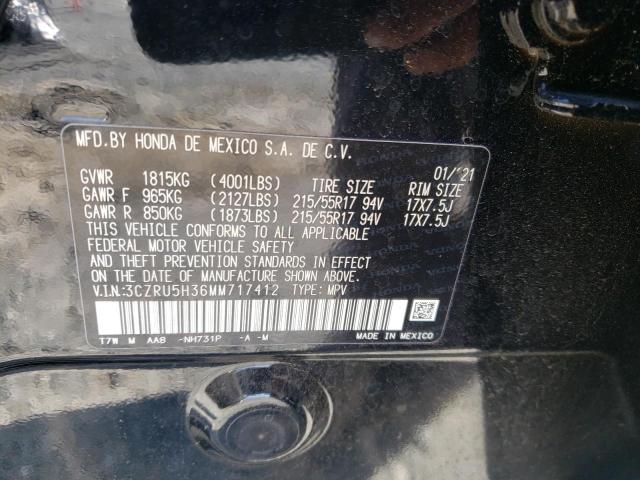 MFD.BY HONDA DE MEXICO S.A. DE C.V.
01/'21
GVWR 1815KG (4001LBS) TIRE SIZE RIM SIZE
GAWR F 965KG (2127LBS) 215/55R17 94V 17X7.5J
GAWR R 850KG (1873LBS) 215/55R17 94V 17X7.5J
THIS VEHICLE CONFORMS TO ALL APPLICABLE
FEDERAL MOTOR VEHICLE SAFETY
AND THEFT PREVENTION STANDARDS IN EFFECT
ON THE DATE OF MANUFACTURE SHOWN ABOVE.
V.I.N:3CZRU5H36MM717412 TYPE: MPV
T7W M AA8 -NH731P -A -M MADE IN MEXICO